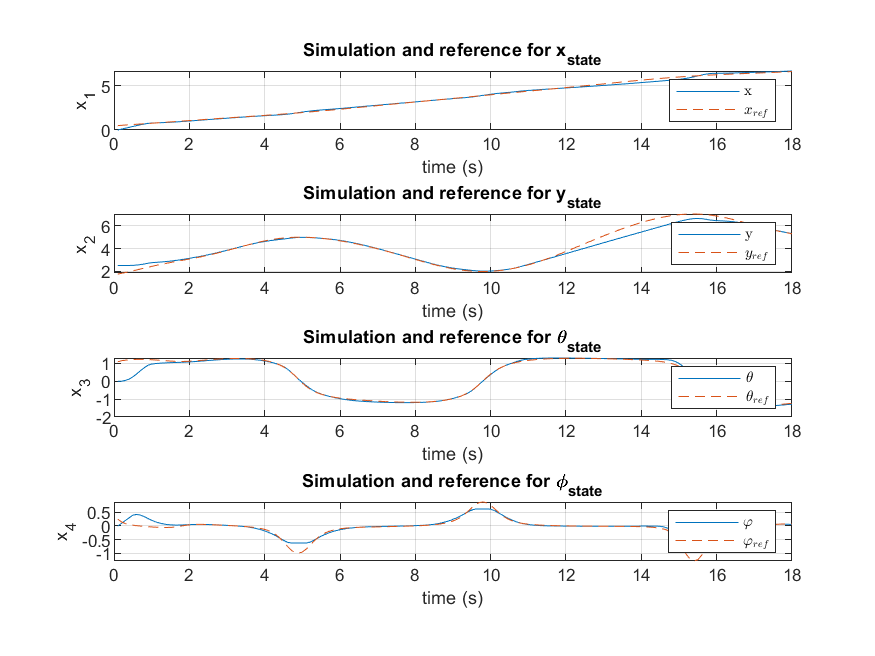 Simulation and reference for x_state
x_1
5
0
x
x_ref
0 2 4 6 8 10 12 14 16 18
time (s)
Simulation and reference for y_state
x_2
6
4
2
y
y_ref
0 2 4 6 8 10 12 14 16 18
time (s)
Simulation and reference for θ_state
x_3
1
0
-1
-2
θ
θ_ref
0 2 4 6 8 10 12 14 16 18
time (s)
Simulation and reference for ϕ_state
x_4
0.5
0
-0.5
-1
φ
φ_ref
0 2 4 6 8 10 12 14 16 18
time (s)